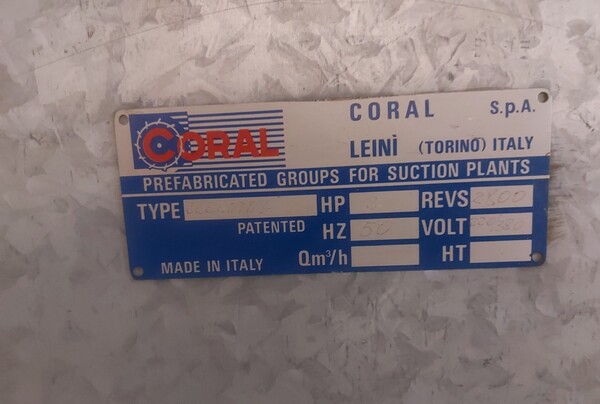 CORAL
CORAL S.p.A.
LEINÌ (TORINO) ITALY
PREFABRICATED GROUPS FOR SUCTION PLANTS
TYPE HP REVS 2800
PATENTED HZ 50 VOLT
MADE IN ITALY Qm³/h HT